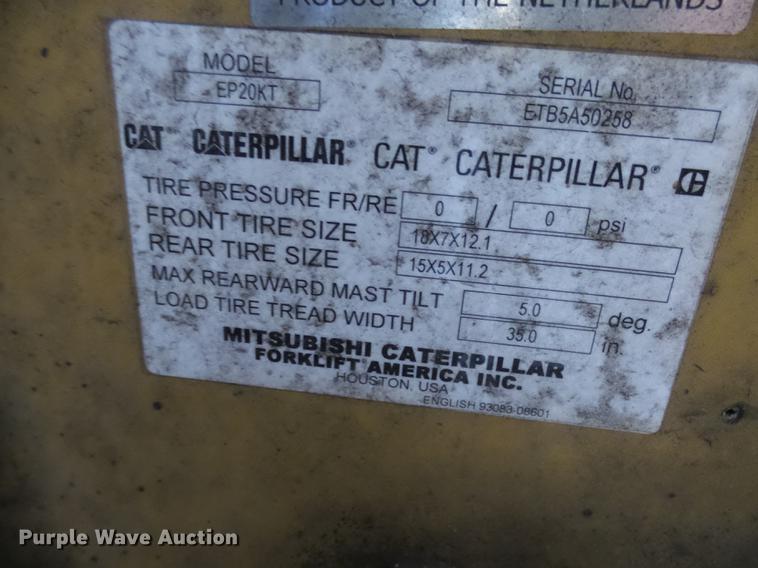 PRODUCT OF THE NETHERLANDS
MODEL
EP20KT
SERIAL No.
ETB5A50258
CAT CATERPILLAR® CAT® CATERPILLAR® C
TIRE PRESSURE FR/RE 0 / 0 psi
FRONT TIRE SIZE 18X7X12.1
REAR TIRE SIZE 15X5X11.2
MAX REARWARD MAST TILT 5.0 deg.
LOAD TIRE TREAD WIDTH 35.0 in.
MITSUBISHI CATERPILLAR
FORKLIFT AMERICA INC.
HOUSTON, USA
ENGLISH 93083-08601
Purple Wave Auction